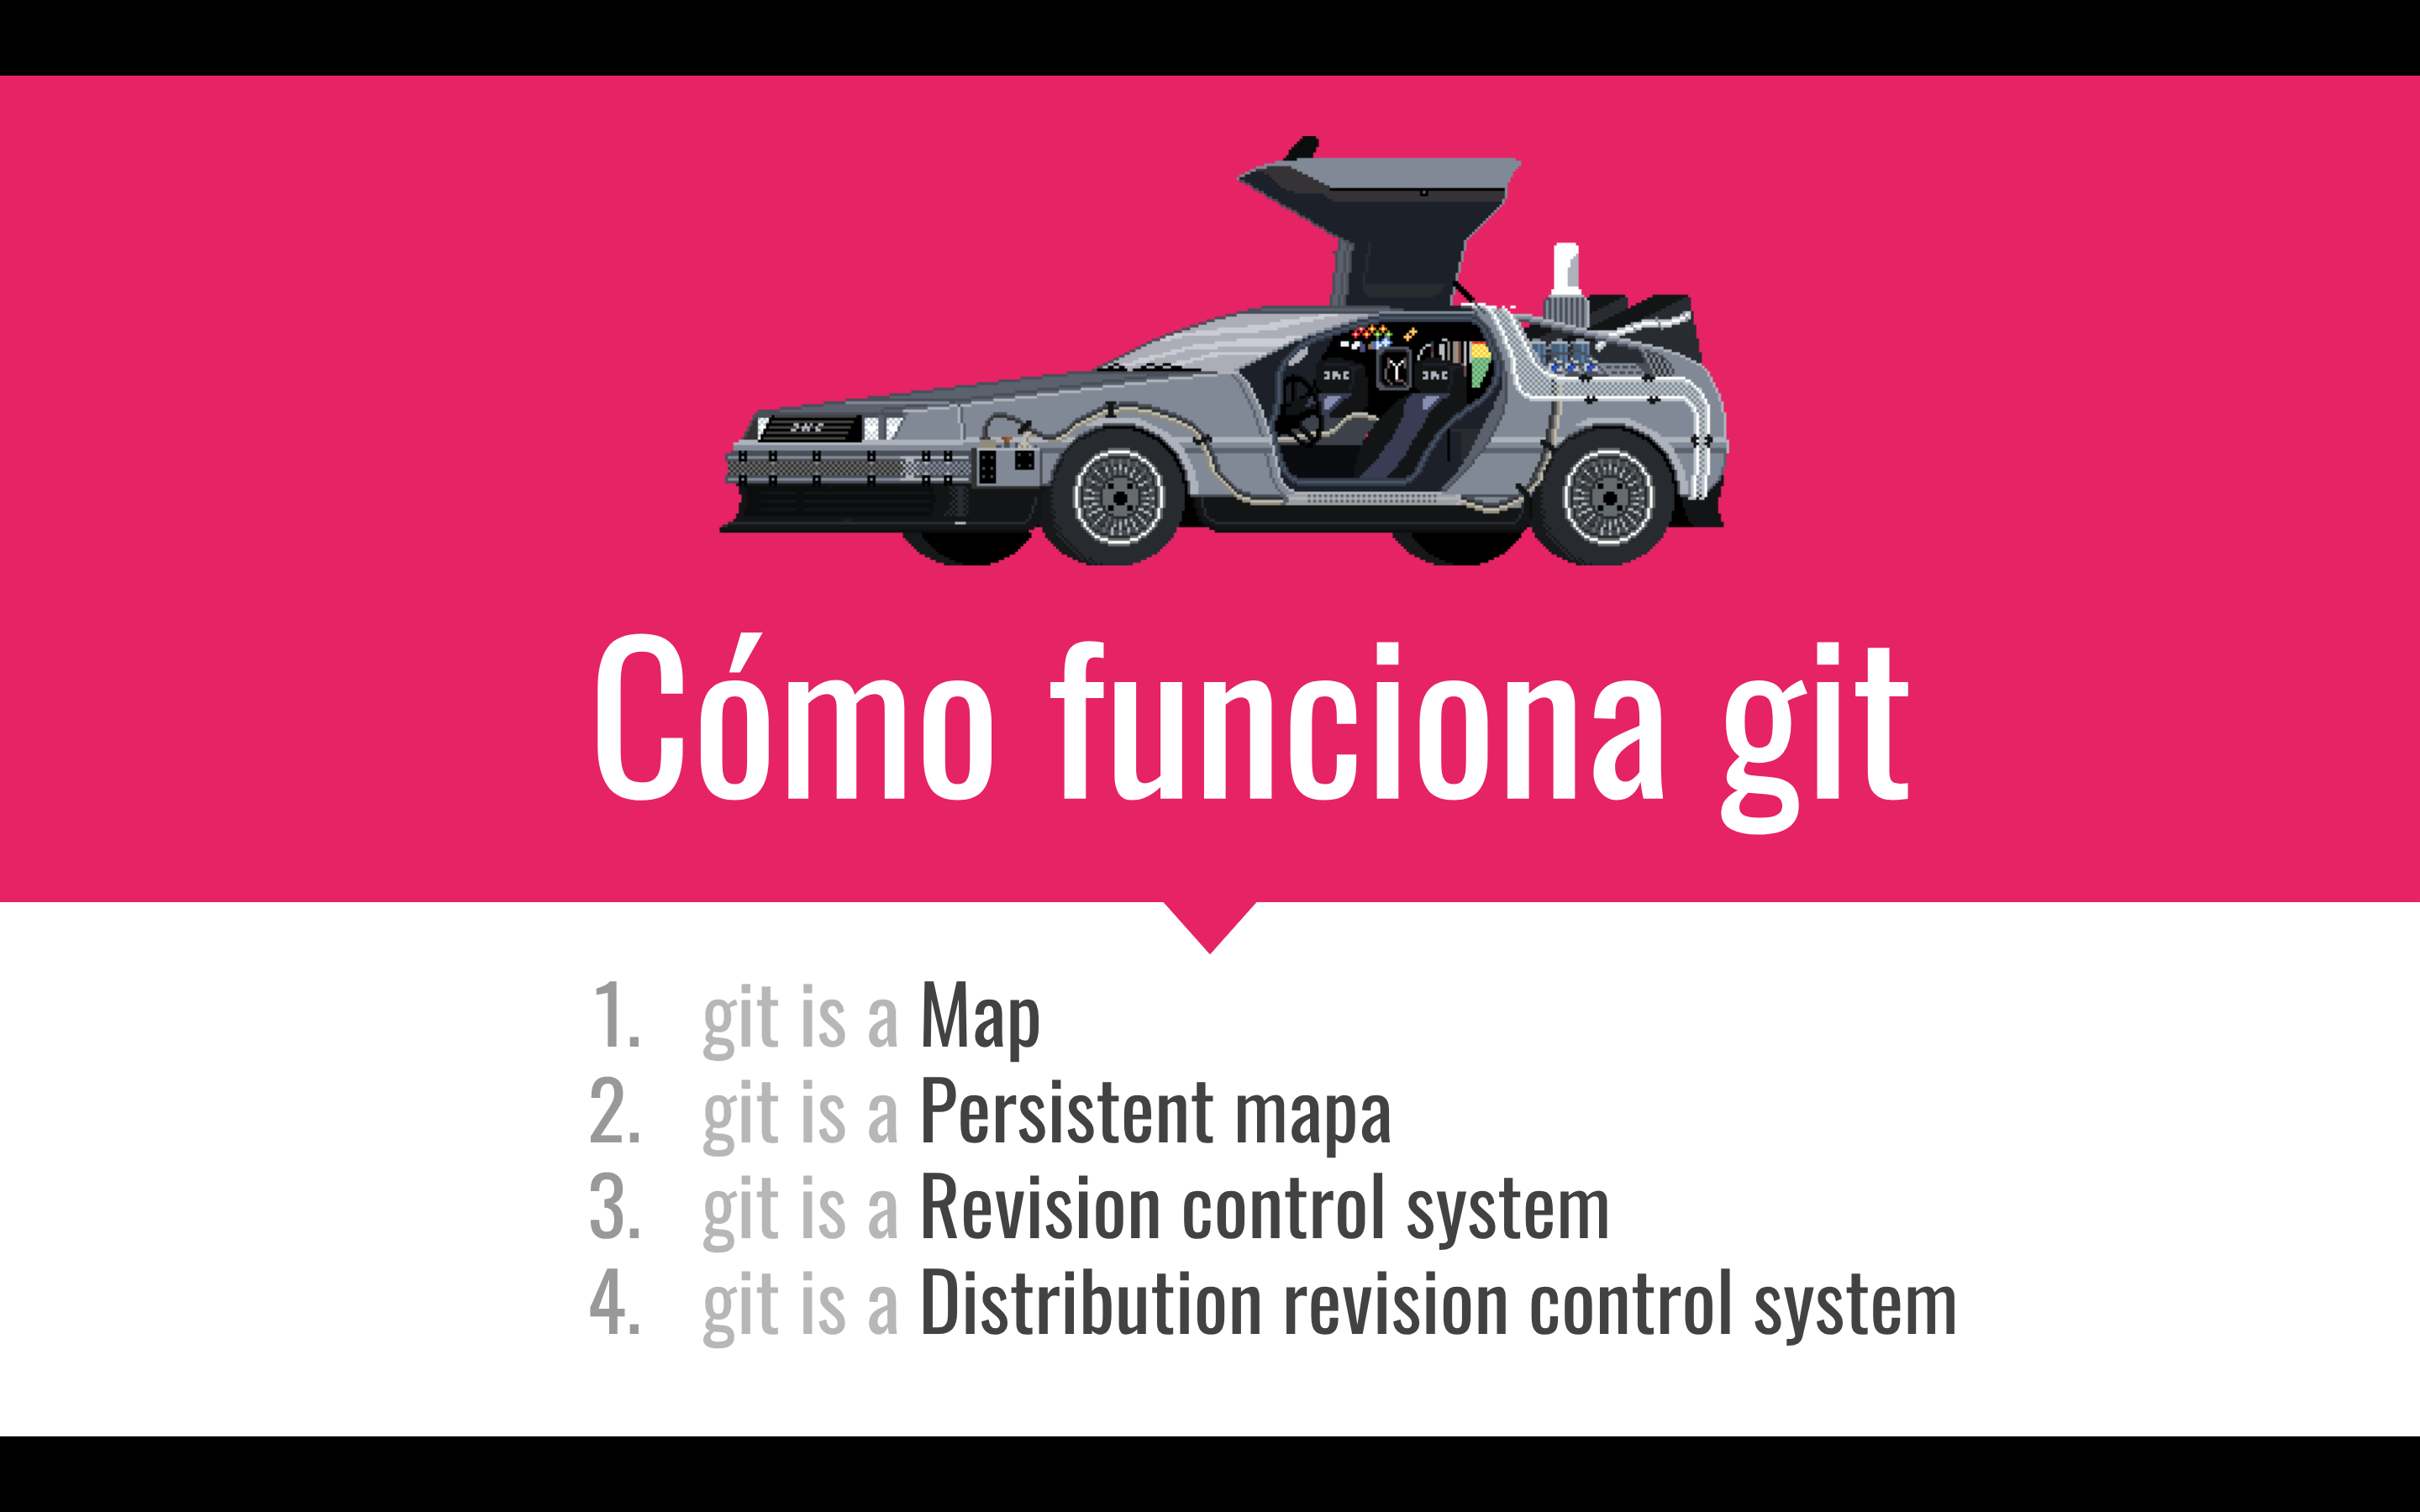 Cómo funciona git
1. git is a Map
2. git is a Persistent mapa
3. git is a Revision control system
4. git is a Distribution revision control system